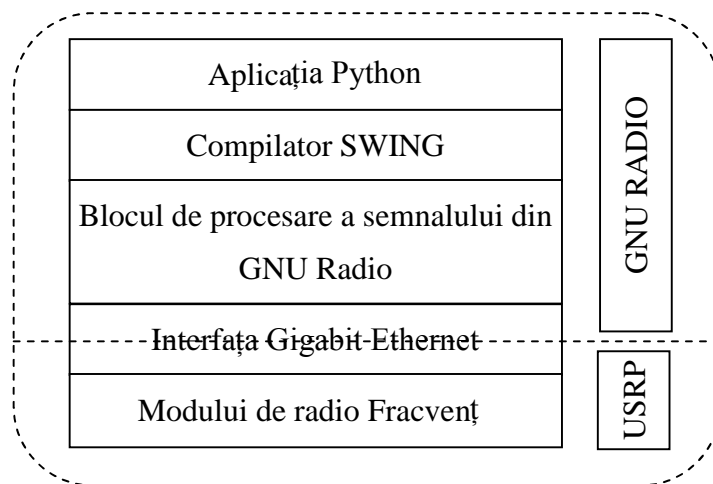 Aplicația Python
Compilator SWING
Blocul de procesare a semnalului din
GNU Radio
Interfața Gigabit Ethernet
Modului de radio Fracvenț
GNU RADIO
USRP